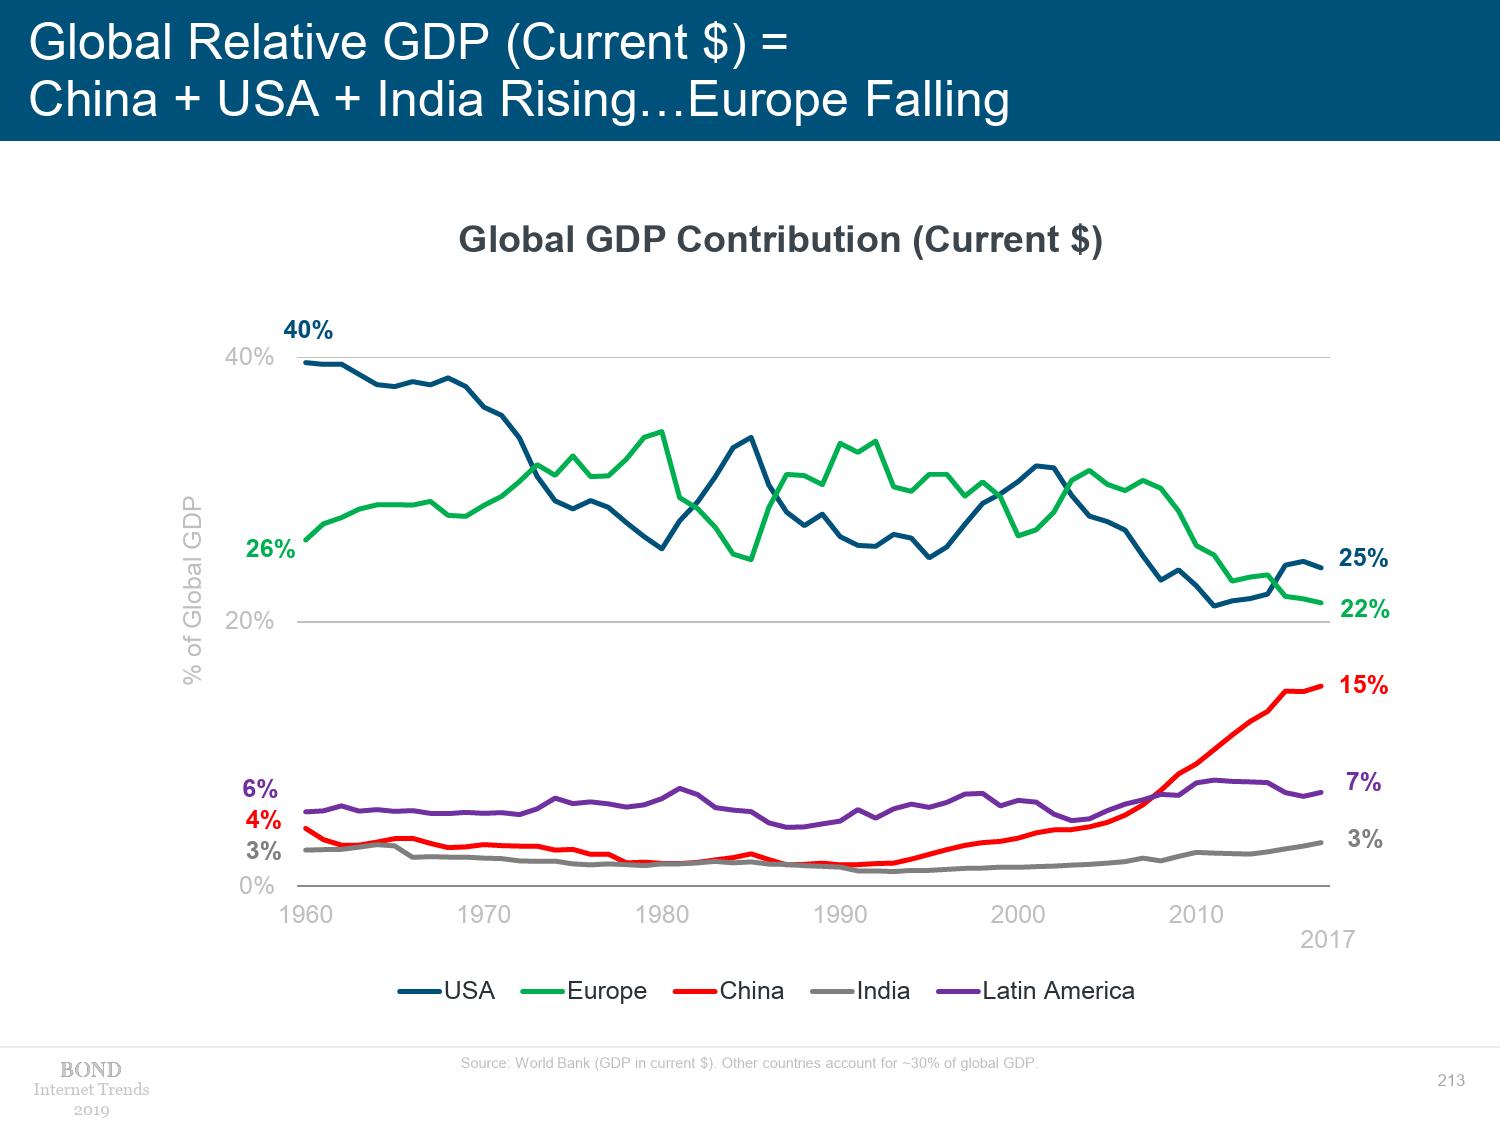 Global Relative GDP (Current $) =
China + USA + India Rising…Europe Falling
Global GDP Contribution (Current $)
40%
40%
26%
25%
22%
20%
% of Global GDP
15%
6%
7%
4%
3%
3%
0%
1960 1970 1980 1990 2000 2010
2017
USA Europe China India Latin America
BOND
Internet Trends
2019
Source: World Bank (GDP in current $). Other countries account for ~30% of global GDP.
213